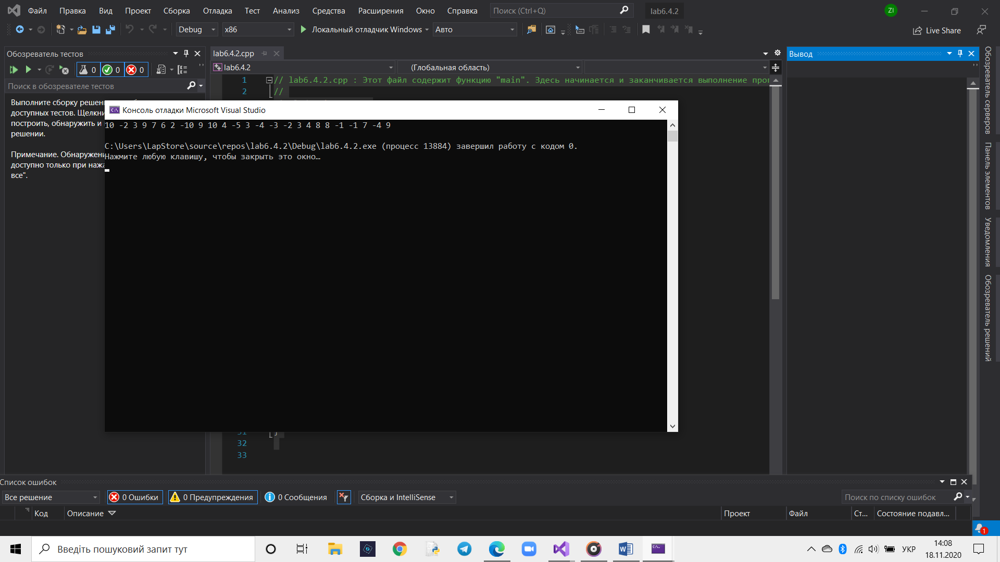 Файл Правка Вид Проект Сборка Отладка Тест Анализ Средства Расширения Окно Справка Поиск (Ctrl+Q) lab6.4.2 ZI
Debug x86 Локальный отладчик Windows Авто Live Share
Обозреватель тестов
0 0 0
Поиск в обозревателе тестов
Выполните сборку решени
доступных тестов. Щелкни
построить, обнаружить и
решении.
Примечание. Обнаружени
доступно только при нажа
все".
lab6.4.2.cpp
lab6.4.2 (Глобальная область)
1 // lab6.4.2.cpp : Этот файл содержит функцию "main". Здесь начинается и заканчивается выполнение прог
2 //
Консоль отладки Microsoft Visual Studio
10 -2 3 9 7 6 2 -10 9 10 4 -5 3 -4 -3 -2 3 4 8 8 -1 -1 7 -4 9
C:\Users\LapStore\source\repos\lab6.4.2\Debug\lab6.4.2.exe (процесс 13884) завершил работу с кодом 0.
Нажмите любую клавишу, чтобы закрыть это окно…
31 }
32
33
Вывод
Обозреватель серверов
Панель элементов
Уведомления
Обозреватель решений
Список ошибок
Все решение 0 Ошибки 0 Предупреждения 0 Сообщения Сборка и IntelliSense Поиск по списку ошибок
Код Описание Проект Файл Ст... Состояние подавл...
1
Введіть пошуковий запит тут
УКР
14:08
18.11.2020